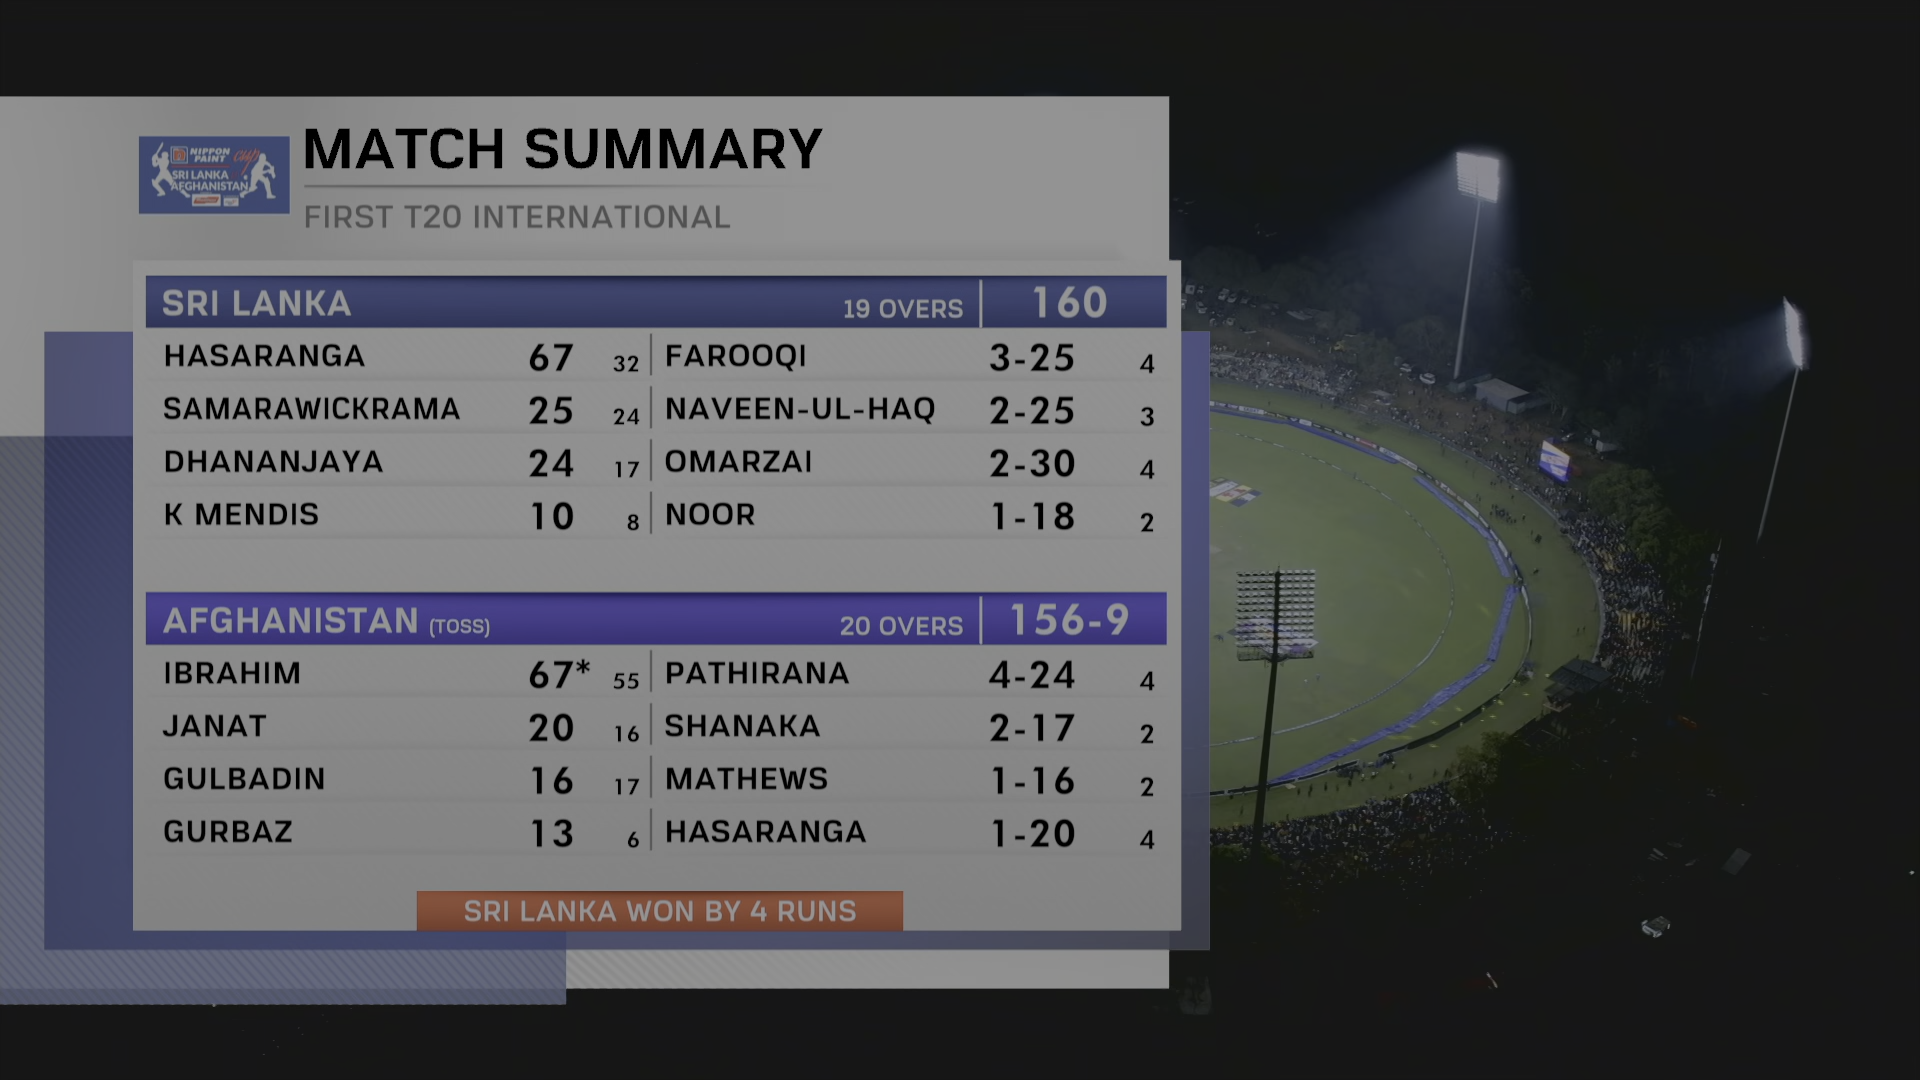 MATCH SUMMARY
NIPPON PAINT cup
SRI LANKA
AFGHANISTAN
FIRST T20 INTERNATIONAL
SRI LANKA 19 OVERS 160
HASARANGA 67 32 FAROOQI 3-25 4
SAMARAWICKRAMA 25 24 NAVEEN-UL-HAQ 2-25 3
DHANANJAYA 24 17 OMARZAI 2-30 4
K MENDIS 10 8 NOOR 1-18 2
AFGHANISTAN (TOSS) 20 OVERS 156-9
IBRAHIM 67* 55 PATHIRANA 4-24 4
JANAT 20 16 SHANAKA 2-17 2
GULBADIN 16 17 MATHEWS 1-16 2
GURBAZ 13 6 HASARANGA 1-20 4
SRI LANKA WON BY 4 RUNS